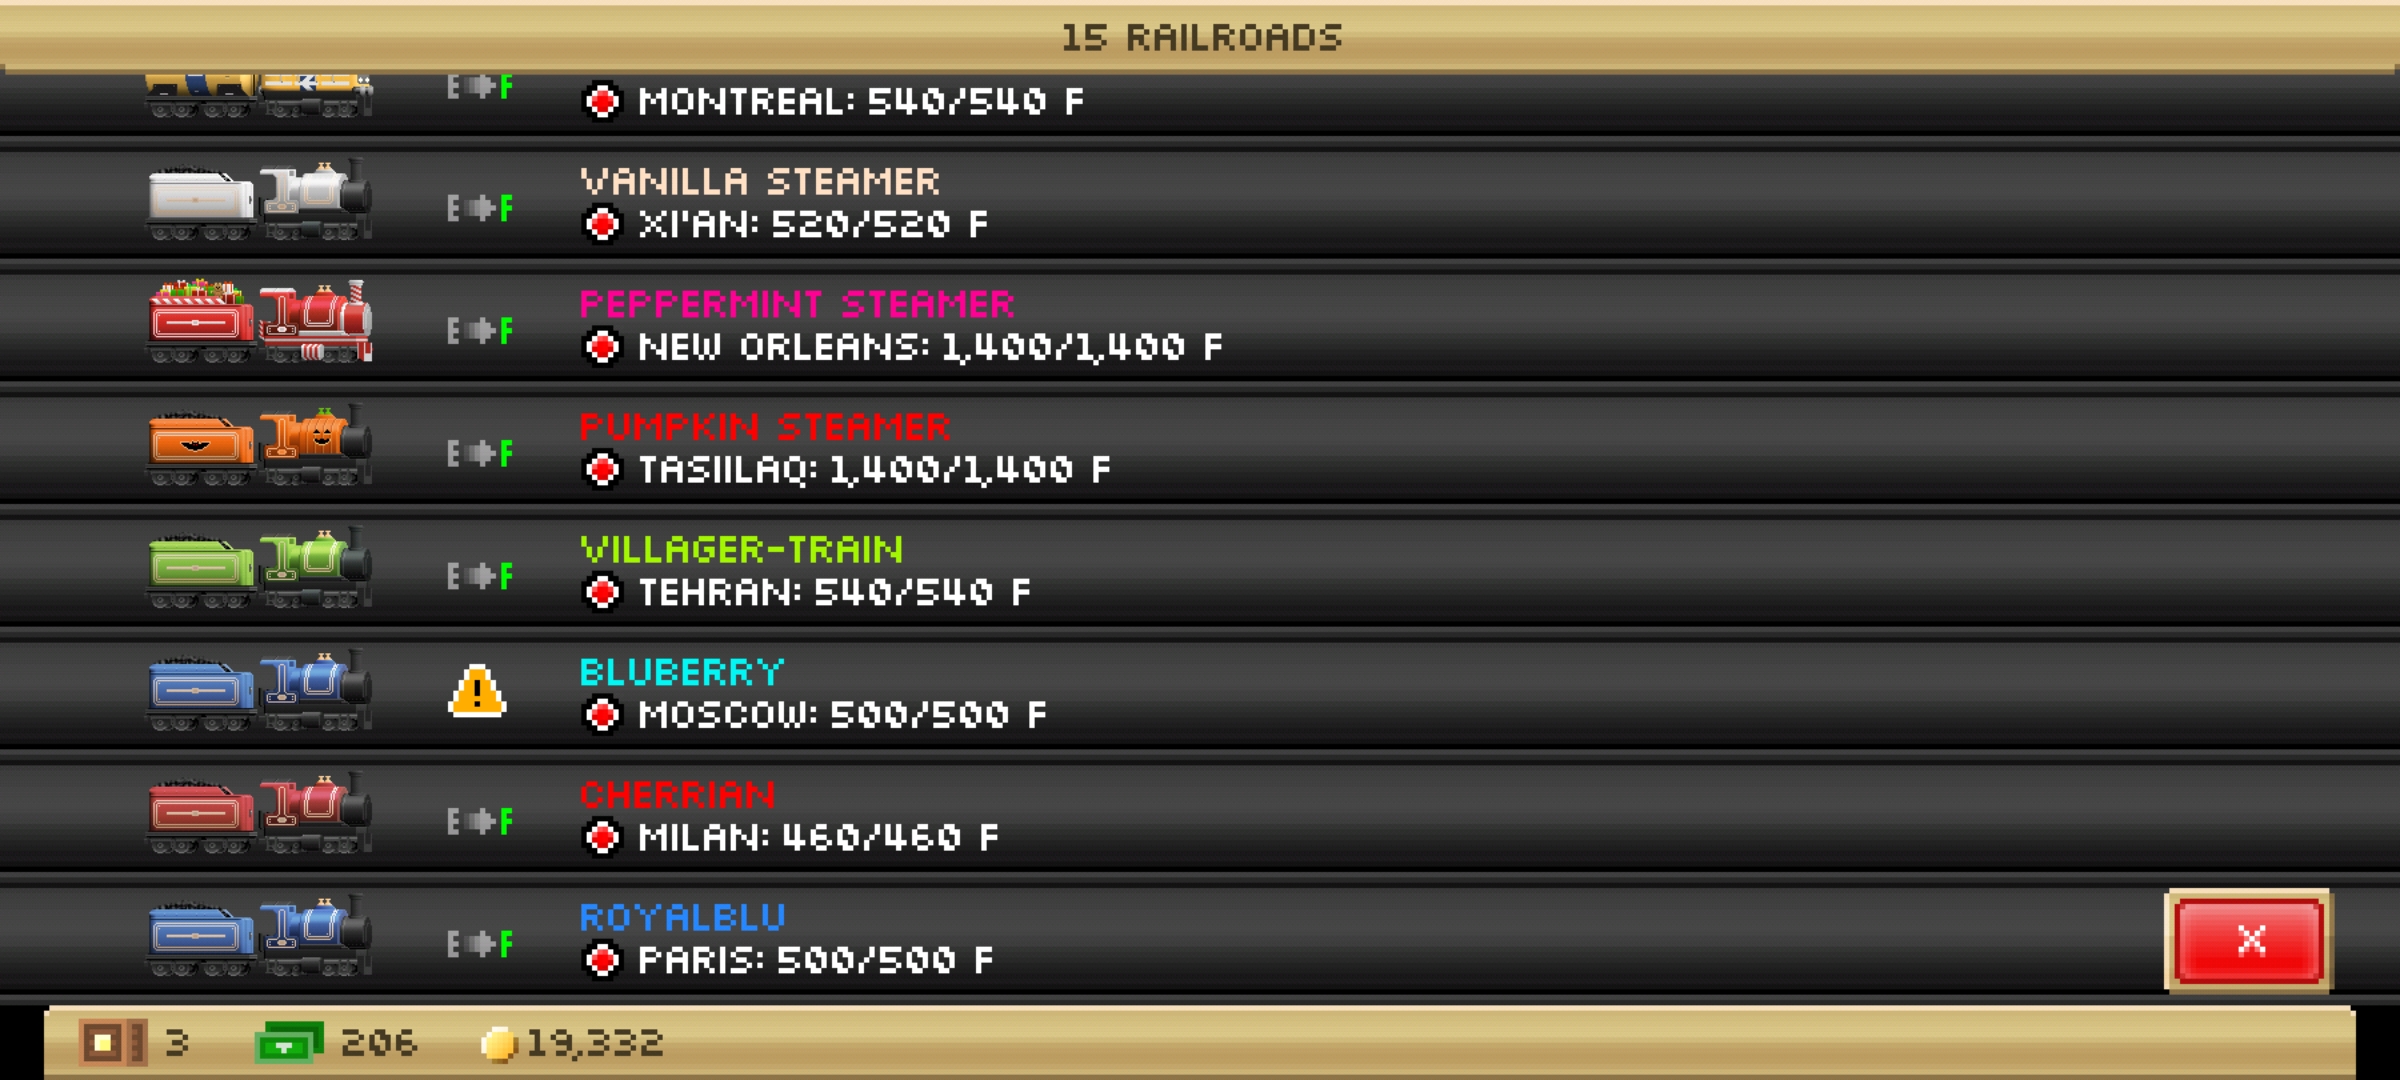 15 RAILROADS
E F
MONTREAL: 540/540 F
VANILLA STEAMER
E F
XI'AN: 520/520 F
PEPPERMINT STEAMER
E F
NEW ORLEANS: 1,400/1,400 F
PUMPKIN STEAMER
E F
TASIILAQ: 1,400/1,400 F
VILLAGER-TRAIN
E F
TEHRAN: 540/540 F
BLUBERRY
!
MOSCOW: 500/500 F
CHERRIAN
E F
MILAN: 460/460 F
ROYALBLU
E F
PARIS: 500/500 F
X
3 206 19,332